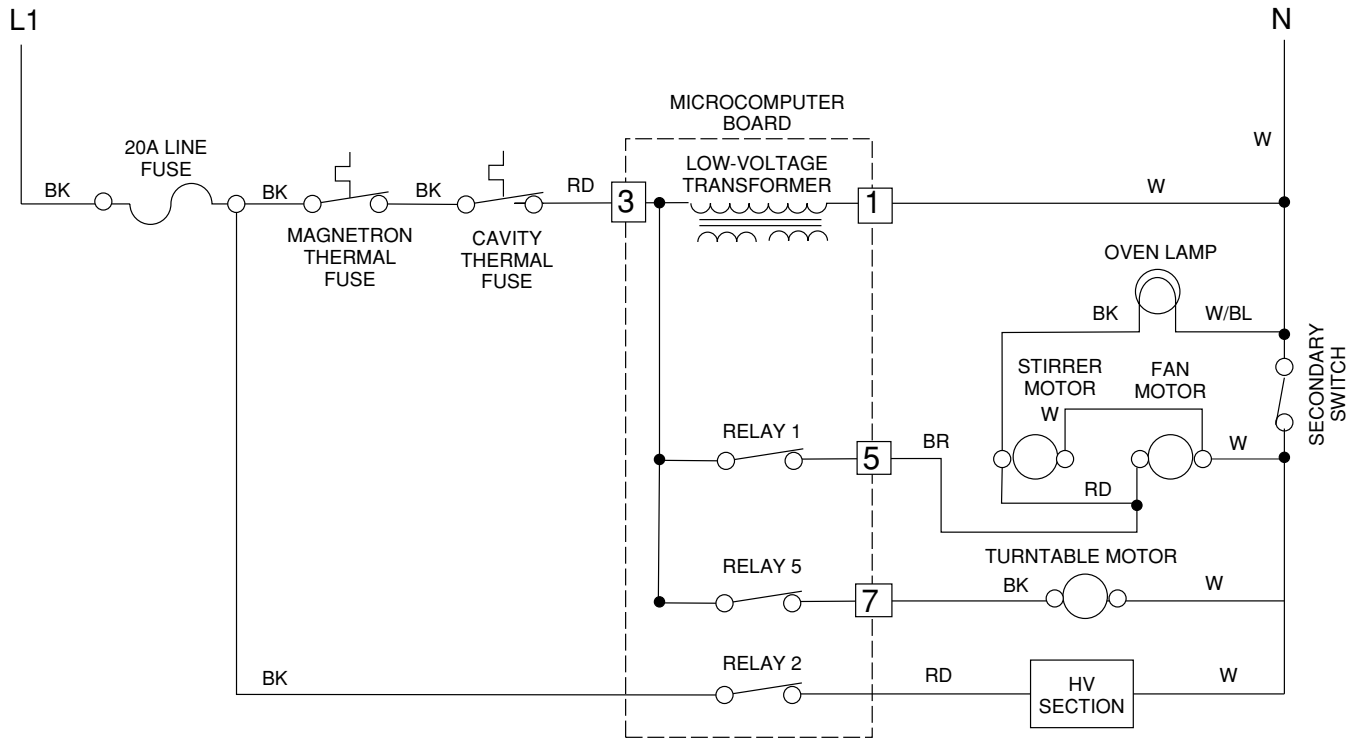 L1
N
MICROCOMPUTER
BOARD
20A LINE
FUSE
W
LOW-VOLTAGE
TRANSFORMER
BK
BK
BK
RD
3
1
W
MAGNETRON
THERMAL
FUSE
CAVITY
THERMAL
FUSE
OVEN LAMP
BK
W/BL
SECONDARY
SWITCH
STIRRER
MOTOR
FAN
MOTOR
W
RELAY 1
5
BR
W
RD
TURNTABLE MOTOR
RELAY 5
7
BK
W
RELAY 2
BK
RD
HV
SECTION
W